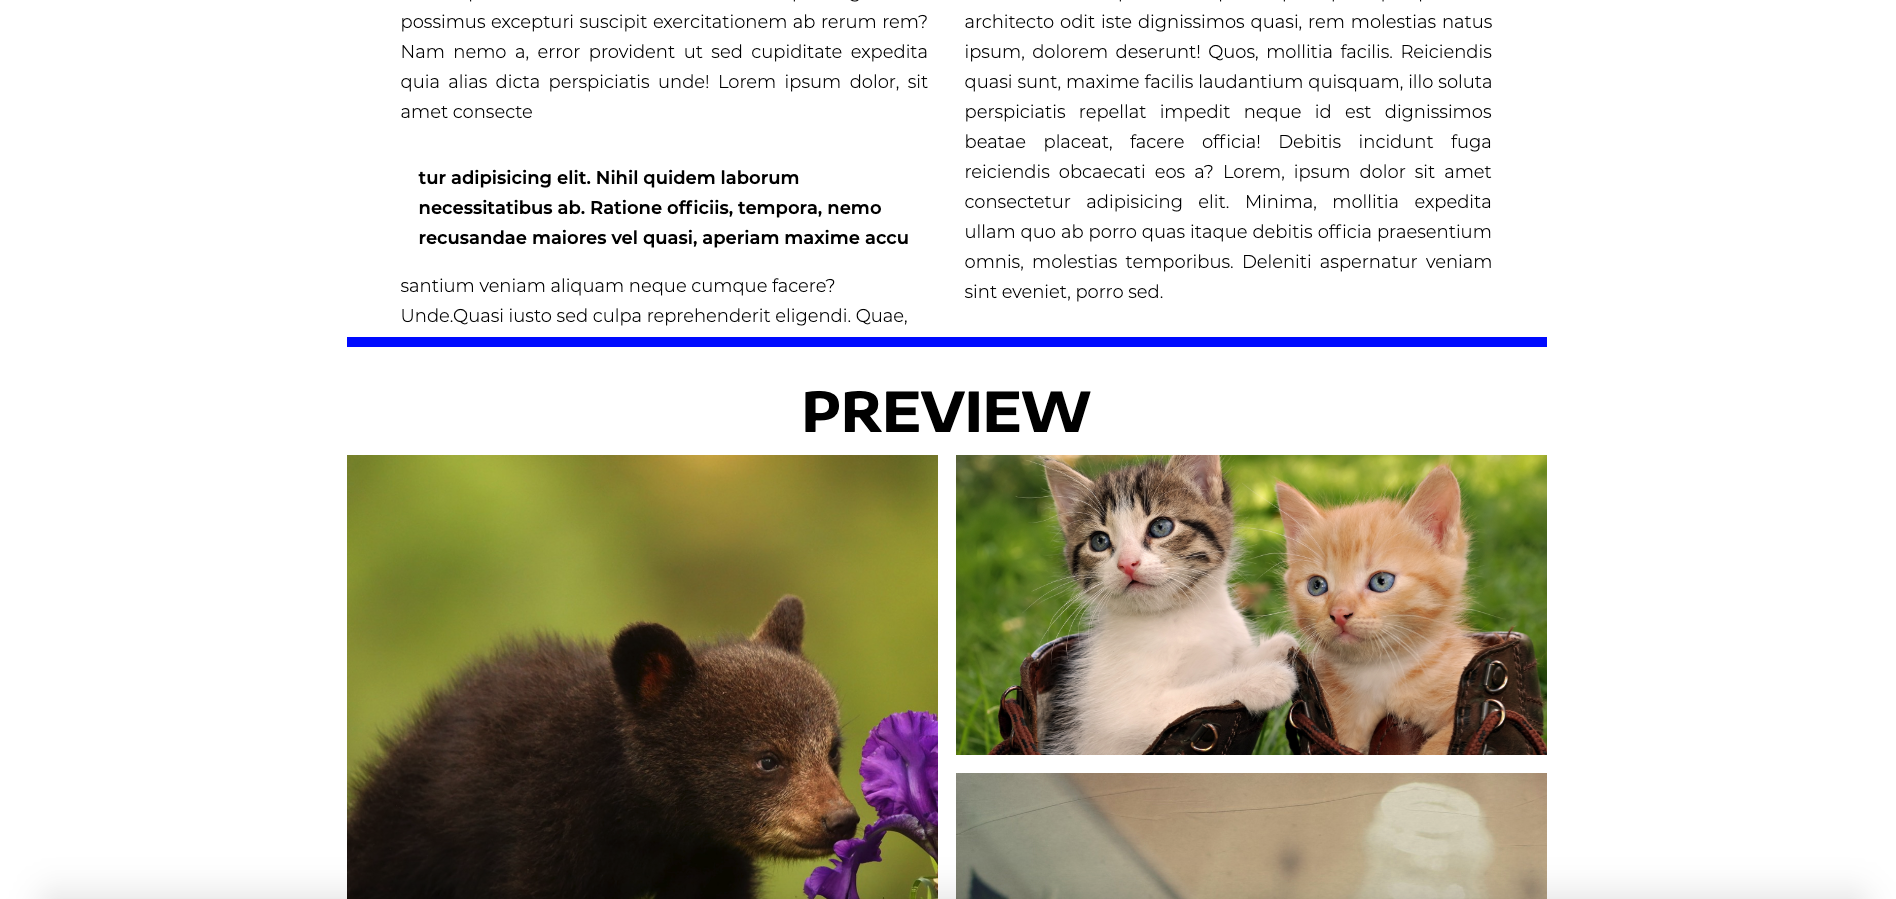 possimus excepturi suscipit exercitationem ab rerum rem?
Nam nemo a, error provident ut sed cupiditate expedita
quia alias dicta perspiciatis unde! Lorem ipsum dolor, sit
amet consecte
tur adipisicing elit. Nihil quidem laborum
necessitatibus ab. Ratione officiis, tempora, nemo
recusandae maiores vel quasi, aperiam maxime accu
santium veniam aliquam neque cumque facere?
Unde.Quasi iusto sed culpa reprehenderit eligendi. Quae,
architecto odit iste dignissimos quasi, rem molestias natus
ipsum, dolorem deserunt! Quos, mollitia facilis. Reiciendis
quasi sunt, maxime facilis laudantium quisquam, illo soluta
perspiciatis repellat impedit neque id est dignissimos
beatae placeat, facere officia! Debitis incidunt fuga
reiciendis obcaecati eos a? Lorem, ipsum dolor sit amet
consectetur adipisicing elit. Minima, mollitia expedita
ullam quo ab porro quas itaque debitis officia praesentium
omnis, molestias temporibus. Deleniti aspernatur veniam
sint eveniet, porro sed.
PREVIEW